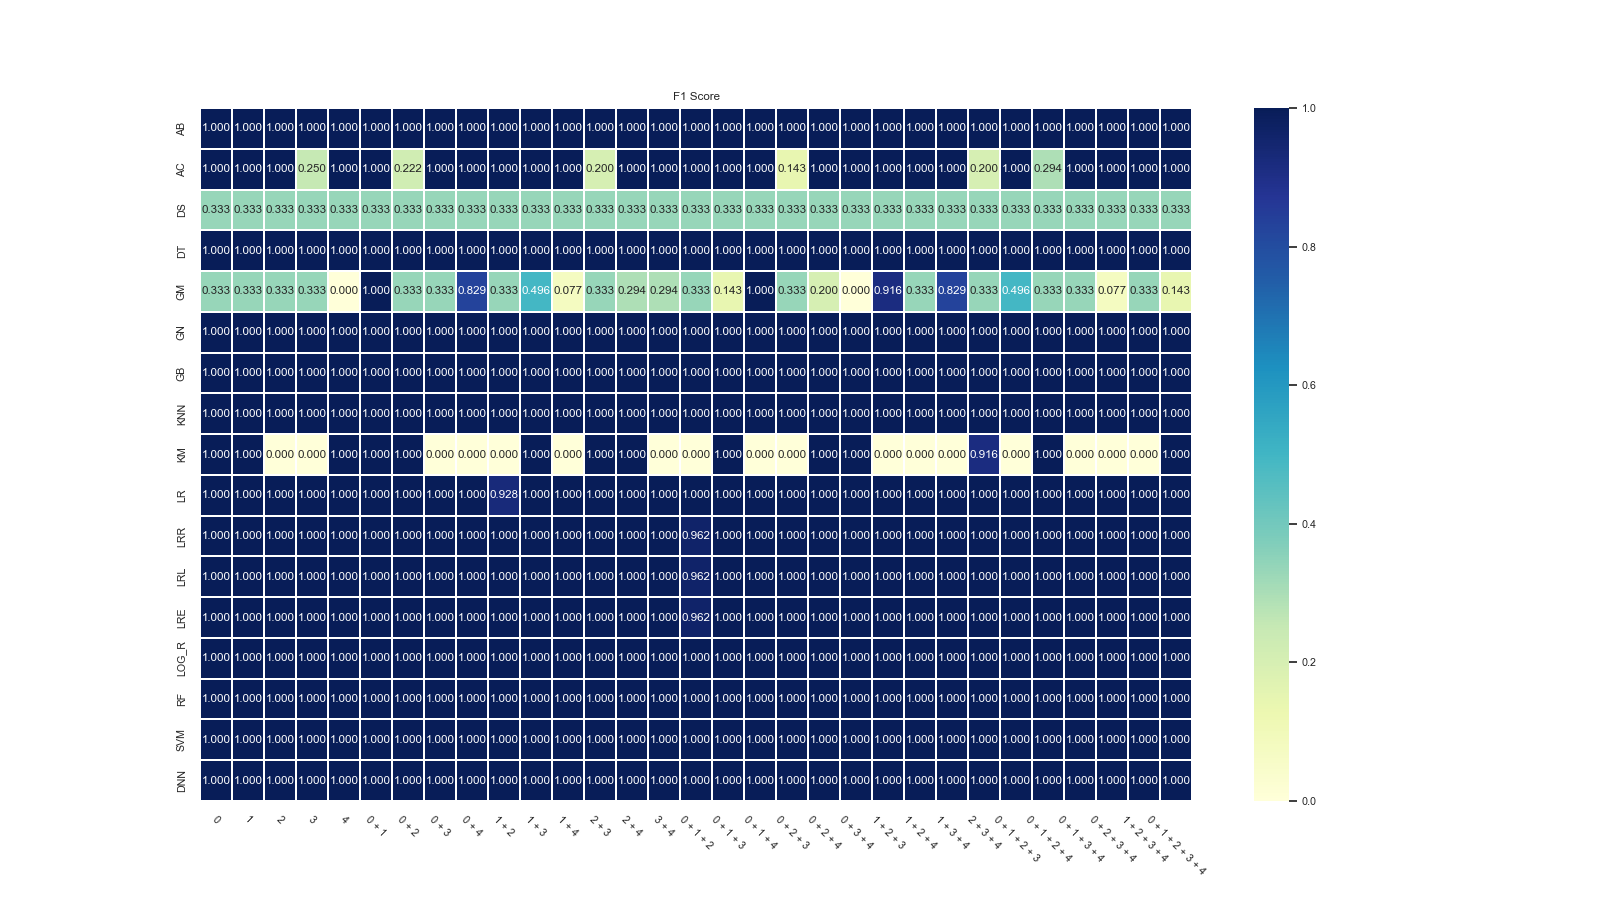 F1 Score
AB 1.000 1.000 1.000 1.000 1.000 1.000 1.000 1.000 1.000 1.000 1.000 1.000 1.000 1.000 1.000 1.000 1.000 1.000 1.000 1.000 1.000 1.000 1.000 1.000 1.000 1.000 1.000 1.000 1.000 1.000 1.000
AC 1.000 1.000 1.000 0.250 1.000 1.000 0.222 1.000 1.000 1.000 1.000 1.000 0.200 1.000 1.000 1.000 1.000 1.000 0.143 1.000 1.000 1.000 1.000 1.000 0.200 1.000 0.294 1.000 1.000 1.000 1.000
DS 0.333 0.333 0.333 0.333 0.333 0.333 0.333 0.333 0.333 0.333 0.333 0.333 0.333 0.333 0.333 0.333 0.333 0.333 0.333 0.333 0.333 0.333 0.333 0.333 0.333 0.333 0.333 0.333 0.333 0.333 0.333
DT 1.000 1.000 1.000 1.000 1.000 1.000 1.000 1.000 1.000 1.000 1.000 1.000 1.000 1.000 1.000 1.000 1.000 1.000 1.000 1.000 1.000 1.000 1.000 1.000 1.000 1.000 1.000 1.000 1.000 1.000 1.000
GM 0.333 0.333 0.333 0.333 0.000 1.000 0.333 0.333 0.829 0.333 0.496 0.077 0.333 0.294 0.294 0.333 0.143 1.000 0.333 0.200 0.000 0.916 0.333 0.829 0.333 0.496 0.333 0.333 0.077 0.333 0.143
GN 1.000 1.000 1.000 1.000 1.000 1.000 1.000 1.000 1.000 1.000 1.000 1.000 1.000 1.000 1.000 1.000 1.000 1.000 1.000 1.000 1.000 1.000 1.000 1.000 1.000 1.000 1.000 1.000 1.000 1.000 1.000
GB 1.000 1.000 1.000 1.000 1.000 1.000 1.000 1.000 1.000 1.000 1.000 1.000 1.000 1.000 1.000 1.000 1.000 1.000 1.000 1.000 1.000 1.000 1.000 1.000 1.000 1.000 1.000 1.000 1.000 1.000 1.000
KNN 1.000 1.000 1.000 1.000 1.000 1.000 1.000 1.000 1.000 1.000 1.000 1.000 1.000 1.000 1.000 1.000 1.000 1.000 1.000 1.000 1.000 1.000 1.000 1.000 1.000 1.000 1.000 1.000 1.000 1.000 1.000
KM 1.000 1.000 0.000 0.000 1.000 1.000 1.000 0.000 0.000 0.000 1.000 0.000 1.000 1.000 0.000 0.000 1.000 0.000 0.000 1.000 1.000 0.000 0.000 0.000 0.916 0.000 1.000 0.000 0.000 0.000 1.000
LR 1.000 1.000 1.000 1.000 1.000 1.000 1.000 1.000 1.000 0.928 1.000 1.000 1.000 1.000 1.000 1.000 1.000 1.000 1.000 1.000 1.000 1.000 1.000 1.000 1.000 1.000 1.000 1.000 1.000 1.000 1.000
LRR 1.000 1.000 1.000 1.000 1.000 1.000 1.000 1.000 1.000 1.000 1.000 1.000 1.000 1.000 1.000 0.962 1.000 1.000 1.000 1.000 1.000 1.000 1.000 1.000 1.000 1.000 1.000 1.000 1.000 1.000 1.000
LRL 1.000 1.000 1.000 1.000 1.000 1.000 1.000 1.000 1.000 1.000 1.000 1.000 1.000 1.000 1.000 0.962 1.000 1.000 1.000 1.000 1.000 1.000 1.000 1.000 1.000 1.000 1.000 1.000 1.000 1.000 1.000
LRE 1.000 1.000 1.000 1.000 1.000 1.000 1.000 1.000 1.000 1.000 1.000 1.000 1.000 1.000 1.000 0.962 1.000 1.000 1.000 1.000 1.000 1.000 1.000 1.000 1.000 1.000 1.000 1.000 1.000 1.000 1.000
LOG_R 1.000 1.000 1.000 1.000 1.000 1.000 1.000 1.000 1.000 1.000 1.000 1.000 1.000 1.000 1.000 1.000 1.000 1.000 1.000 1.000 1.000 1.000 1.000 1.000 1.000 1.000 1.000 1.000 1.000 1.000 1.000
RF 1.000 1.000 1.000 1.000 1.000 1.000 1.000 1.000 1.000 1.000 1.000 1.000 1.000 1.000 1.000 1.000 1.000 1.000 1.000 1.000 1.000 1.000 1.000 1.000 1.000 1.000 1.000 1.000 1.000 1.000 1.000
SVM 1.000 1.000 1.000 1.000 1.000 1.000 1.000 1.000 1.000 1.000 1.000 1.000 1.000 1.000 1.000 1.000 1.000 1.000 1.000 1.000 1.000 1.000 1.000 1.000 1.000 1.000 1.000 1.000 1.000 1.000 1.000
DNN 1.000 1.000 1.000 1.000 1.000 1.000 1.000 1.000 1.000 1.000 1.000 1.000 1.000 1.000 1.000 1.000 1.000 1.000 1.000 1.000 1.000 1.000 1.000 1.000 1.000 1.000 1.000 1.000 1.000 1.000 1.000
0
1
2
3
4
0 + 1
0 + 2
0 + 3
0 + 4
1 + 2
1 + 3
1 + 4
2 + 3
2 + 4
3 + 4
0 + 1 + 2
0 + 1 + 3
0 + 1 + 4
0 + 2 + 3
0 + 2 + 4
0 + 3 + 4
1 + 2 + 3
1 + 2 + 4
1 + 3 + 4
2 + 3 + 4
0 + 1 + 2 + 3
0 + 1 + 2 + 4
0 + 1 + 3 + 4
0 + 2 + 3 + 4
1 + 2 + 3 + 4
0 + 1 + 2 + 3 + 4
1.0
0.8
0.6
0.4
0.2
0.0